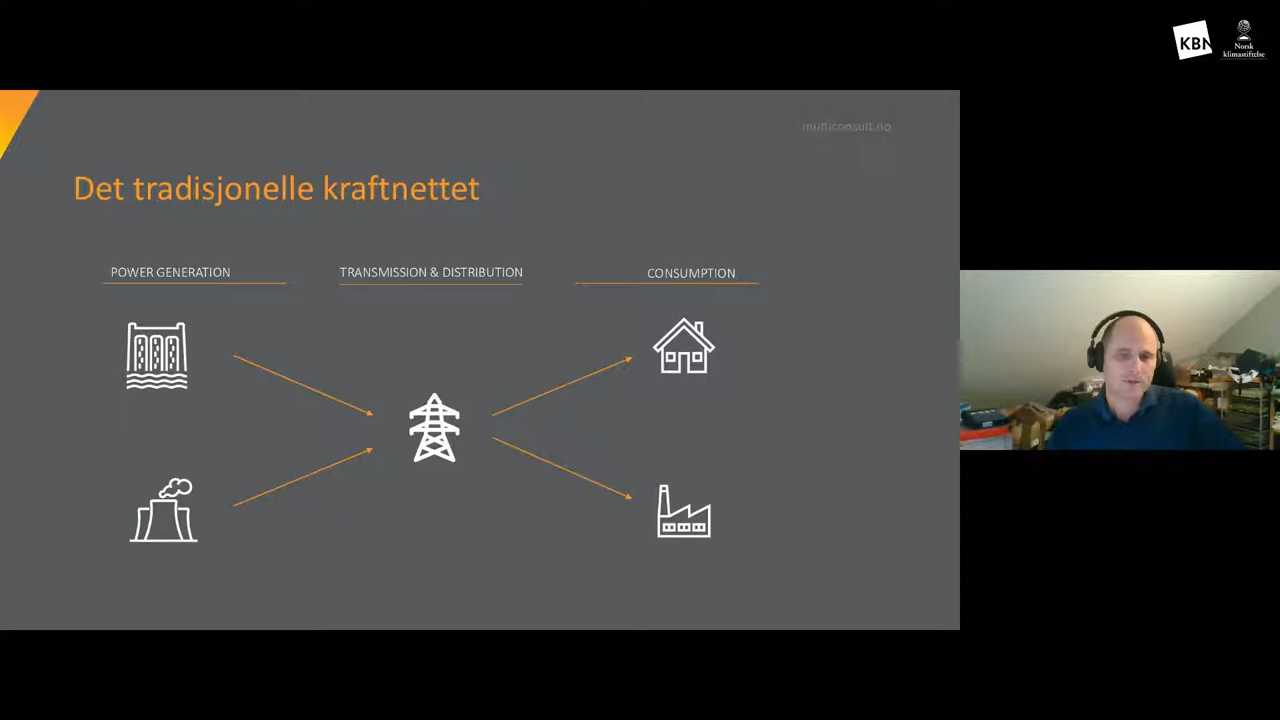 KBN
Norsk
klimastiftelse
multiconsult.no
Det tradisjonelle kraftnettet
POWER GENERATION
TRANSMISSION & DISTRIBUTION
CONSUMPTION